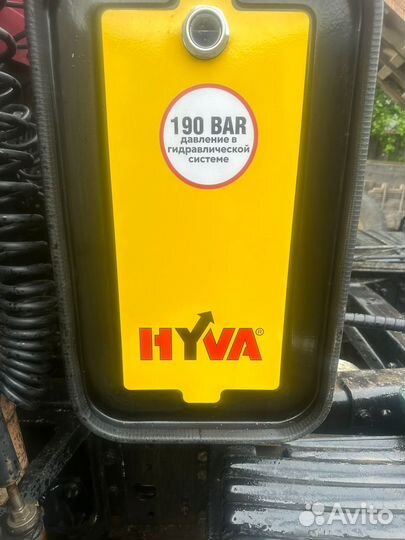 190 BAR
давление в
гидравлической
системе
HYVA®
Avito